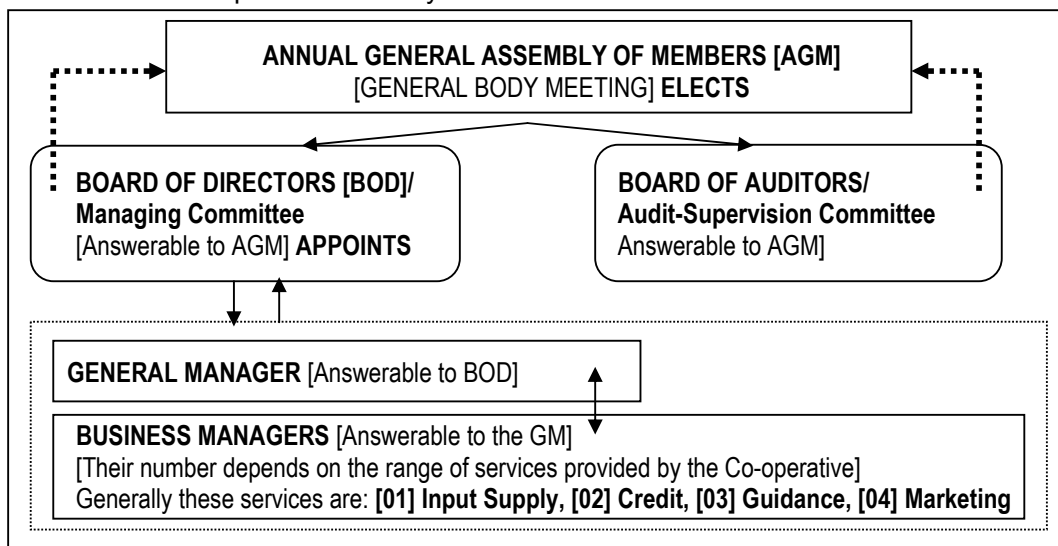 ANNUAL GENERAL ASSEMBLY OF MEMBERS [AGM]
[GENERAL BODY MEETING] ELECTS
BOARD OF DIRECTORS [BOD]/
Managing Committee
[Answerable to AGM] APPOINTS
BOARD OF AUDITORS/
Audit-Supervision Committee
Answerable to AGM]
GENERAL MANAGER [Answerable to BOD]
BUSINESS MANAGERS [Answerable to the GM]
[Their number depends on the range of services provided by the Co-operative]
Generally these services are: [01] Input Supply, [02] Credit, [03] Guidance, [04] Marketing